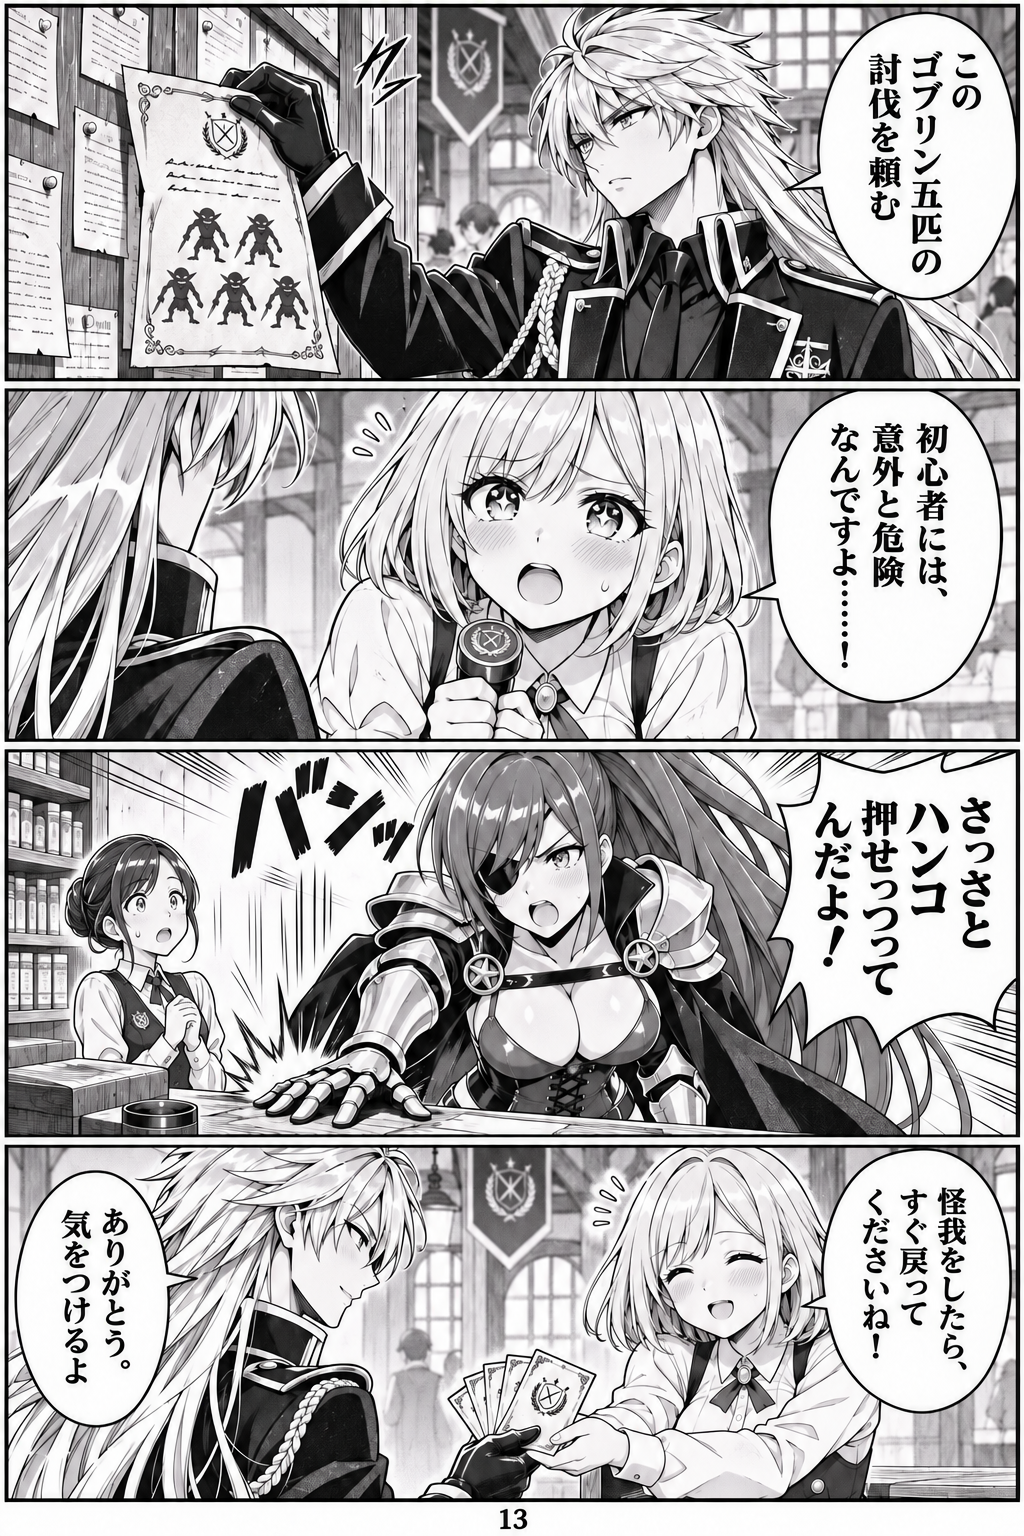 この
ゴブリン五匹の
討伐を頼む
初心者には、
意外と危険
なんですよ……！
さっさと
ハンコ
押せっつって
んだよ！
バンッ
怪我をしたら、
すぐ戻って
くださいね！
ありがとう。
気をつけるよ
13